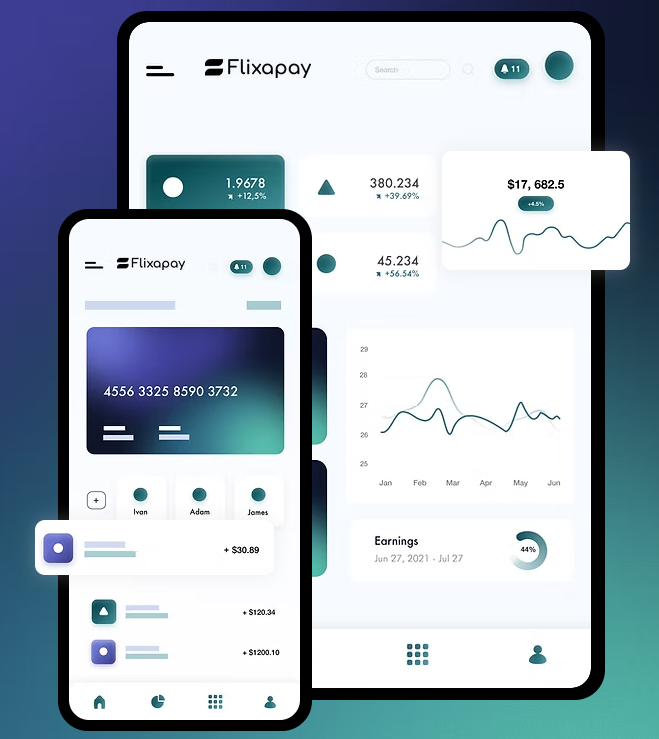 Flixapay
Search
11
1.9678
+12,5%
380.234
+39.69%
$17, 682.5
+4.5%
45.234
+56.54%
29
28
27
26
25
Jan Feb Mar Apr May Jun
Earnings
Jun 27, 2021 - Jul 27
44%
Flixapay
11
4556 3325 8590 3732
+
Ivan
Adam
James
+ $30.89
+ $120.34
+ $1200.10